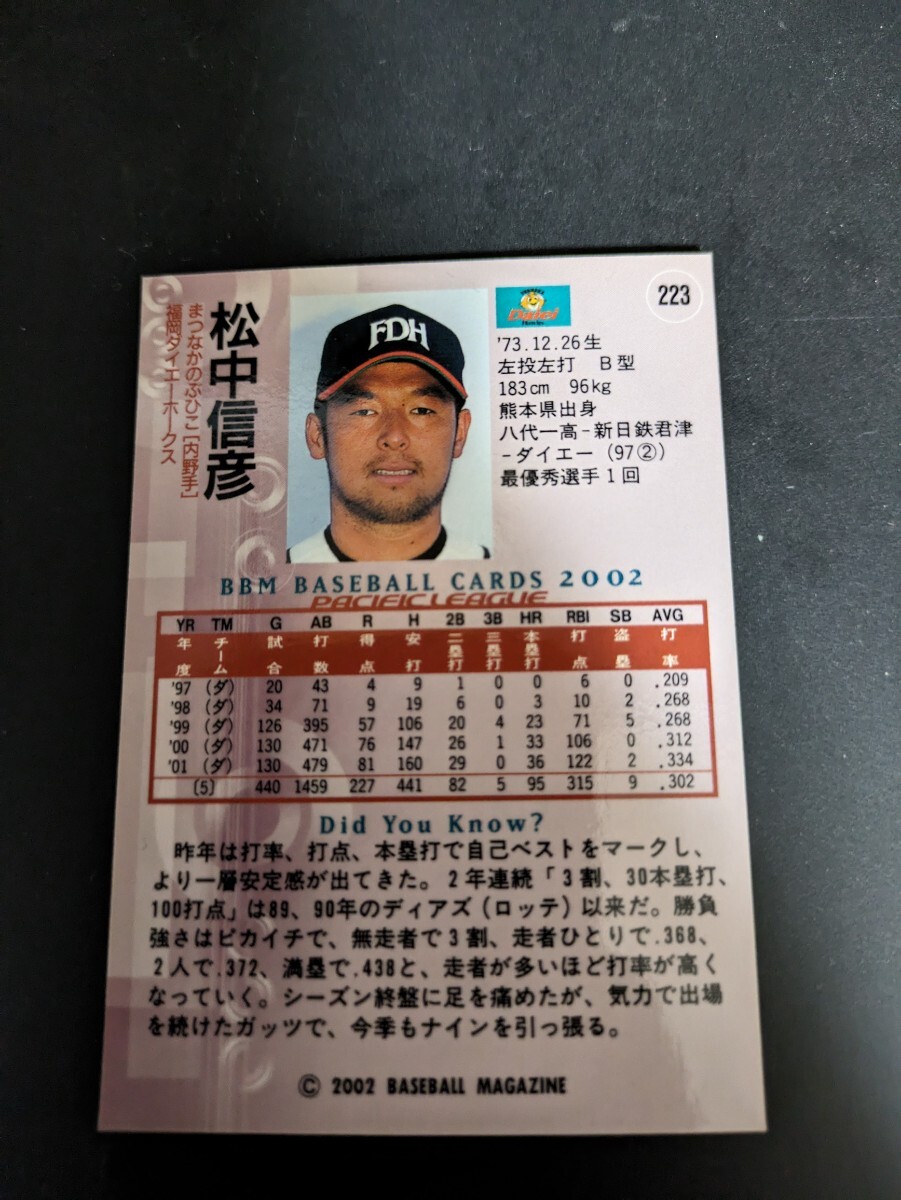 223
松中信彦
まつなかのぶひこ［内野手］
福岡ダイエーホークス
FDH
'73.12.26生
左投左打　B型
183cm　96kg
熊本県出身
八代一高－新日鉄君津
－ダイエー（97②）
最優秀選手1回
BBM BASEBALL CARDS 2002
PACIFIC LEAGUE
YR TM G AB R H 2B 3B HR RBI SB AVG
年度 チーム 試合 打数 得点 安打 二塁打 三塁打 本塁打 打点 盗塁 打率
'97 (ダ) 20 43 4 9 1 0 0 6 0 .209
'98 (ダ) 34 71 9 19 6 0 3 10 2 .268
'99 (ダ) 126 395 57 106 20 4 23 71 5 .268
'00 (ダ) 130 471 76 147 26 1 33 106 0 .312
'01 (ダ) 130 479 81 160 29 0 36 122 2 .334
〔5〕 440 1459 227 441 82 5 95 315 9 .302
Did You Know?
昨年は打率、打点、本塁打で自己ベストをマークし、
より一層安定感が出てきた。2年連続「3割、30本塁打、
100打点」は89、90年のディアズ（ロッテ）以来だ。勝負
強さはピカイチで、無走者で3割、走者ひとりで.368、
2人で.372、満塁で.438と、走者が多いほど打率が高く
なっていく。シーズン終盤に足を痛めたが、気力で出場
を続けたガッツで、今季もナインを引っ張る。
© 2002 BASEBALL MAGAZINE